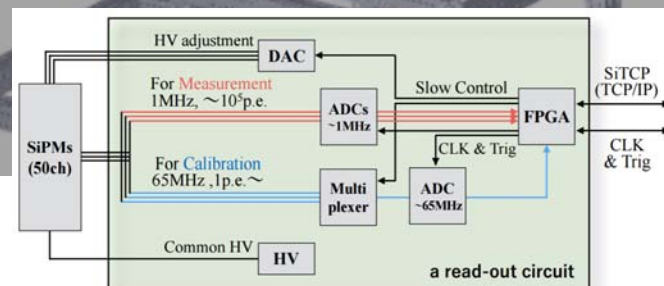 HV adjustment
DAC
For Measurement
1MHz, ～10⁵p.e.
ADCs
~1MHz
Slow Control
FPGA
SiTCP
(TCP/IP)
SiPMs
(50ch)
CLK & Trig
CLK
& Trig
For Calibration
65MHz ,1p.e.～
Multi
plexer
ADC
~65MHz
Common HV
HV
a read-out circuit